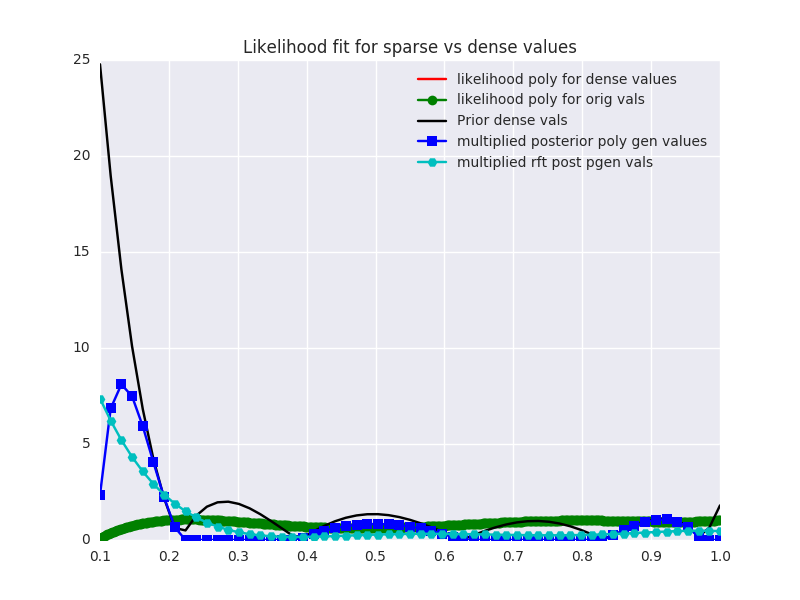 Likelihood fit for sparse vs dense values
25
20
15
10
5
0
likelihood poly for dense values
likelihood poly for orig vals
Prior dense vals
multiplied posterior poly gen values
multiplied rft post pgen vals
0.1 0.2 0.3 0.4 0.5 0.6 0.7 0.8 0.9 1.0